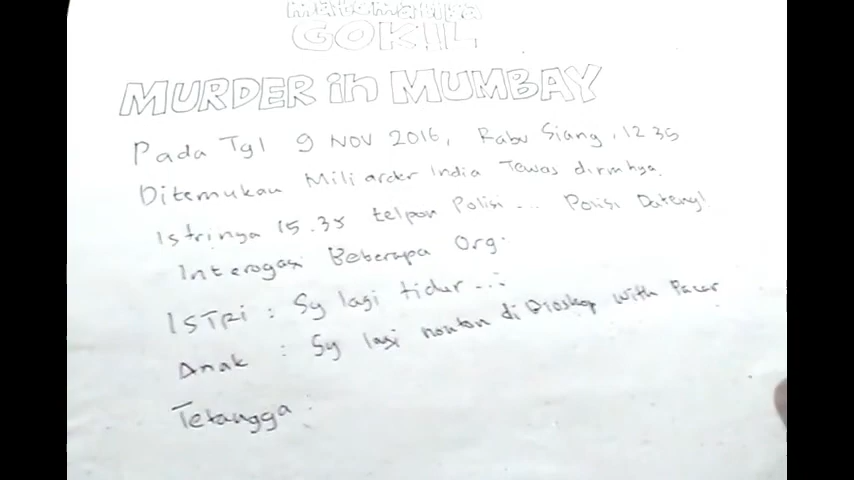 matematika
GOKIL
MURDER in MUMBAY
Pada Tgl 9 NOV 2016, Rabu Siang, 12 35
Ditemukan Miliarder India Tewas dirmhya.
Istrinya 15.35 telpon Polisi ... Polisi Dateng!
Interogasi Beberapa Org.
ISTRi : Sy lagi tidur ...
Anak : Sy lagi nonton di Bioskop with Pacar
Tetangga :